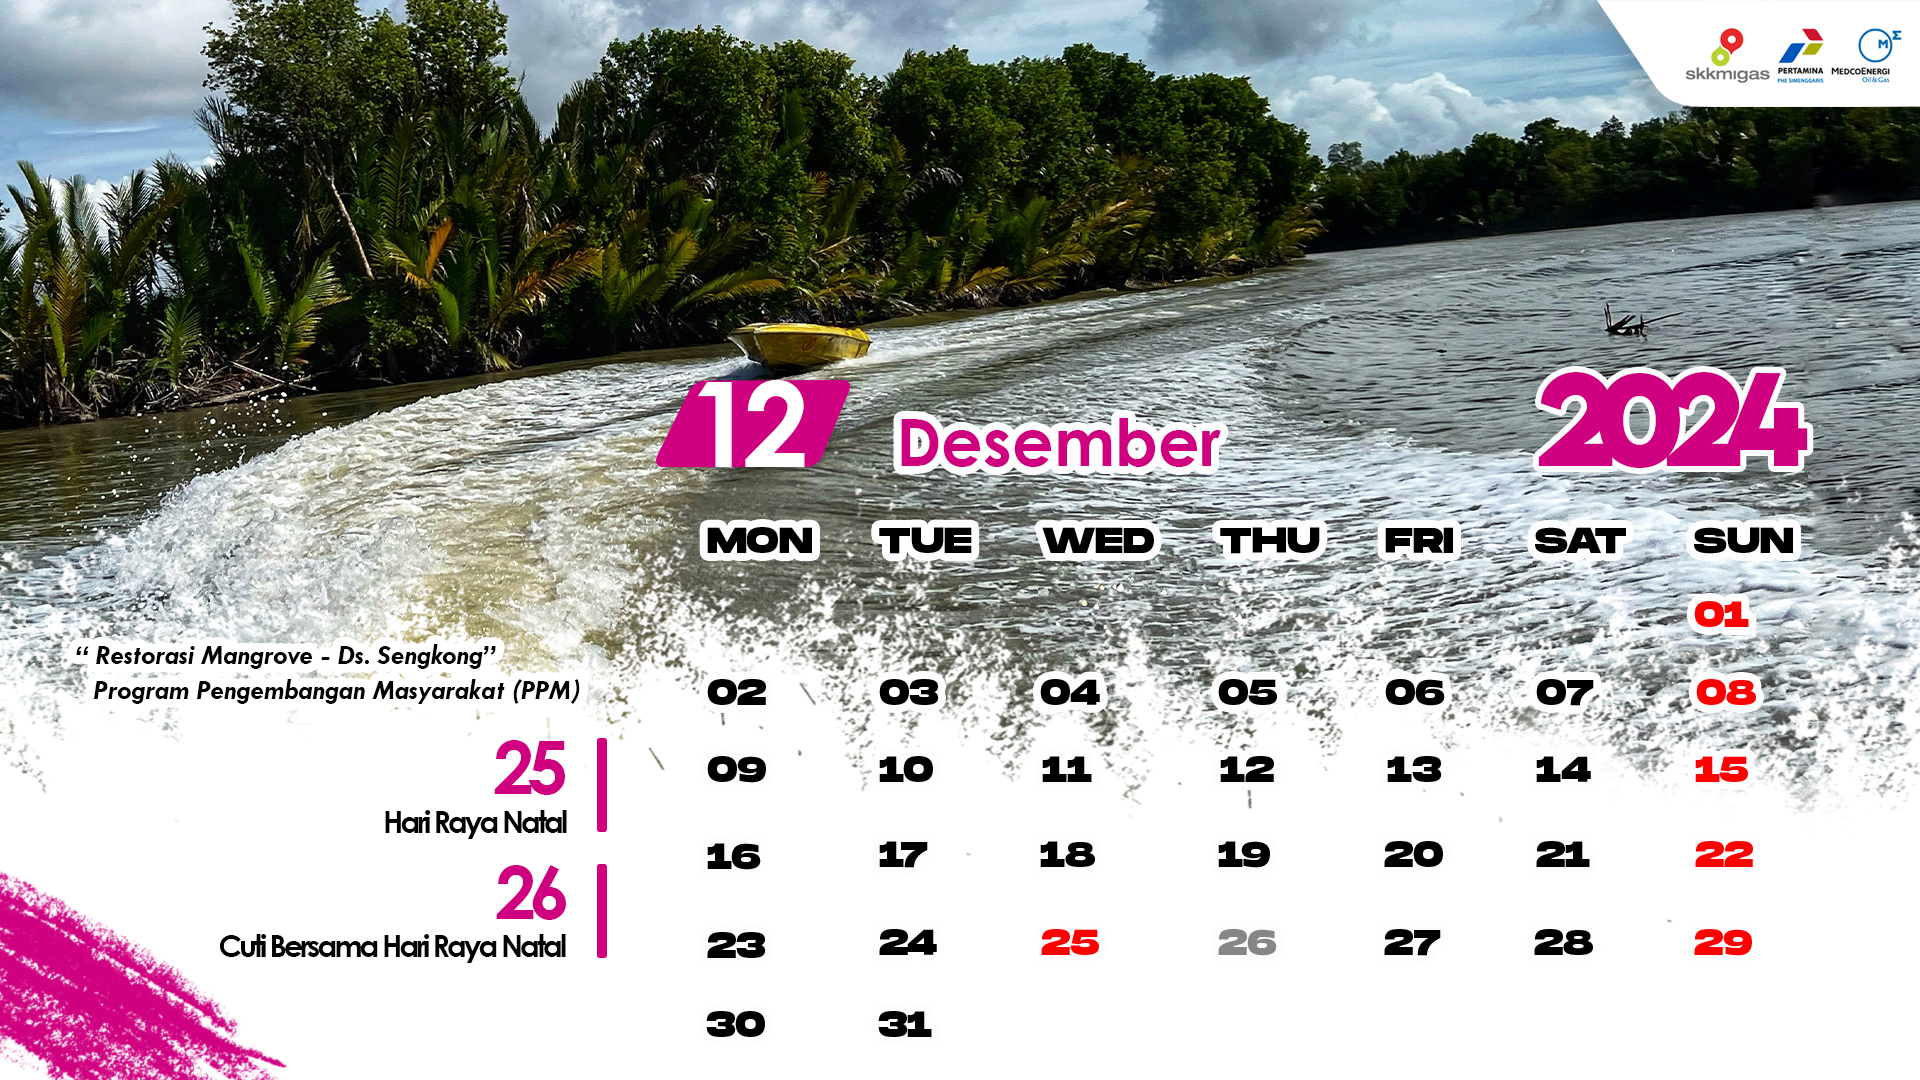 skkmigas
PERTAMINA
PHE SIMENGGARIS
MEDCOENERGI
Oil & Gas
12 Desember 2024
MON TUE WED THU FRI SAT SUN
01
“ Restorasi Mangrove - Ds. Sengkong”
Program Pengembangan Masyarakat (PPM)
02 03 04 05 06 07 08
25
Hari Raya Natal
09 10 11 12 13 14 15
16 17 18 19 20 21 22
26
Cuti Bersama Hari Raya Natal
23 24 25 26 27 28 29
30 31